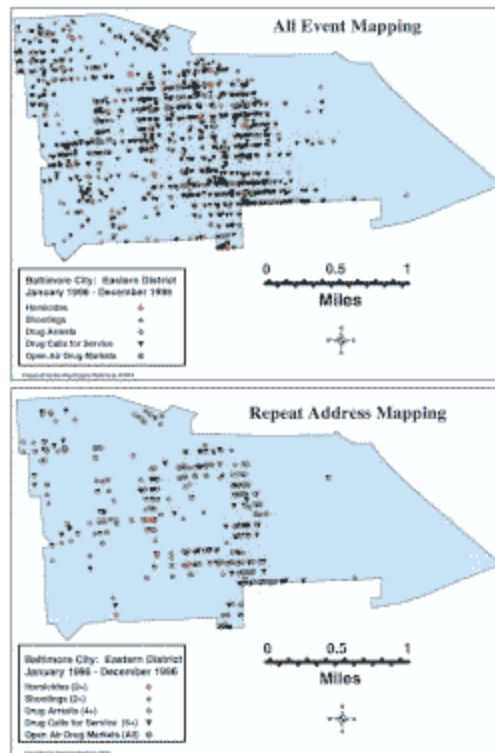 All Event Mapping
0 0.5 1
Miles
Baltimore City: Eastern District
January 1996 - December 1996
Homicides
Shootings
Drug Arrests
Drug Calls for Service
Open Air Drug Markets
Repeat Address Mapping
0 0.5 1
Miles
Baltimore City: Eastern District
January 1996 - December 1996
Homicides (2+)
Shootings (2+)
Drug Arrests (4+)
Drug Calls for Service (5+)
Open Air Drug Markets (All)